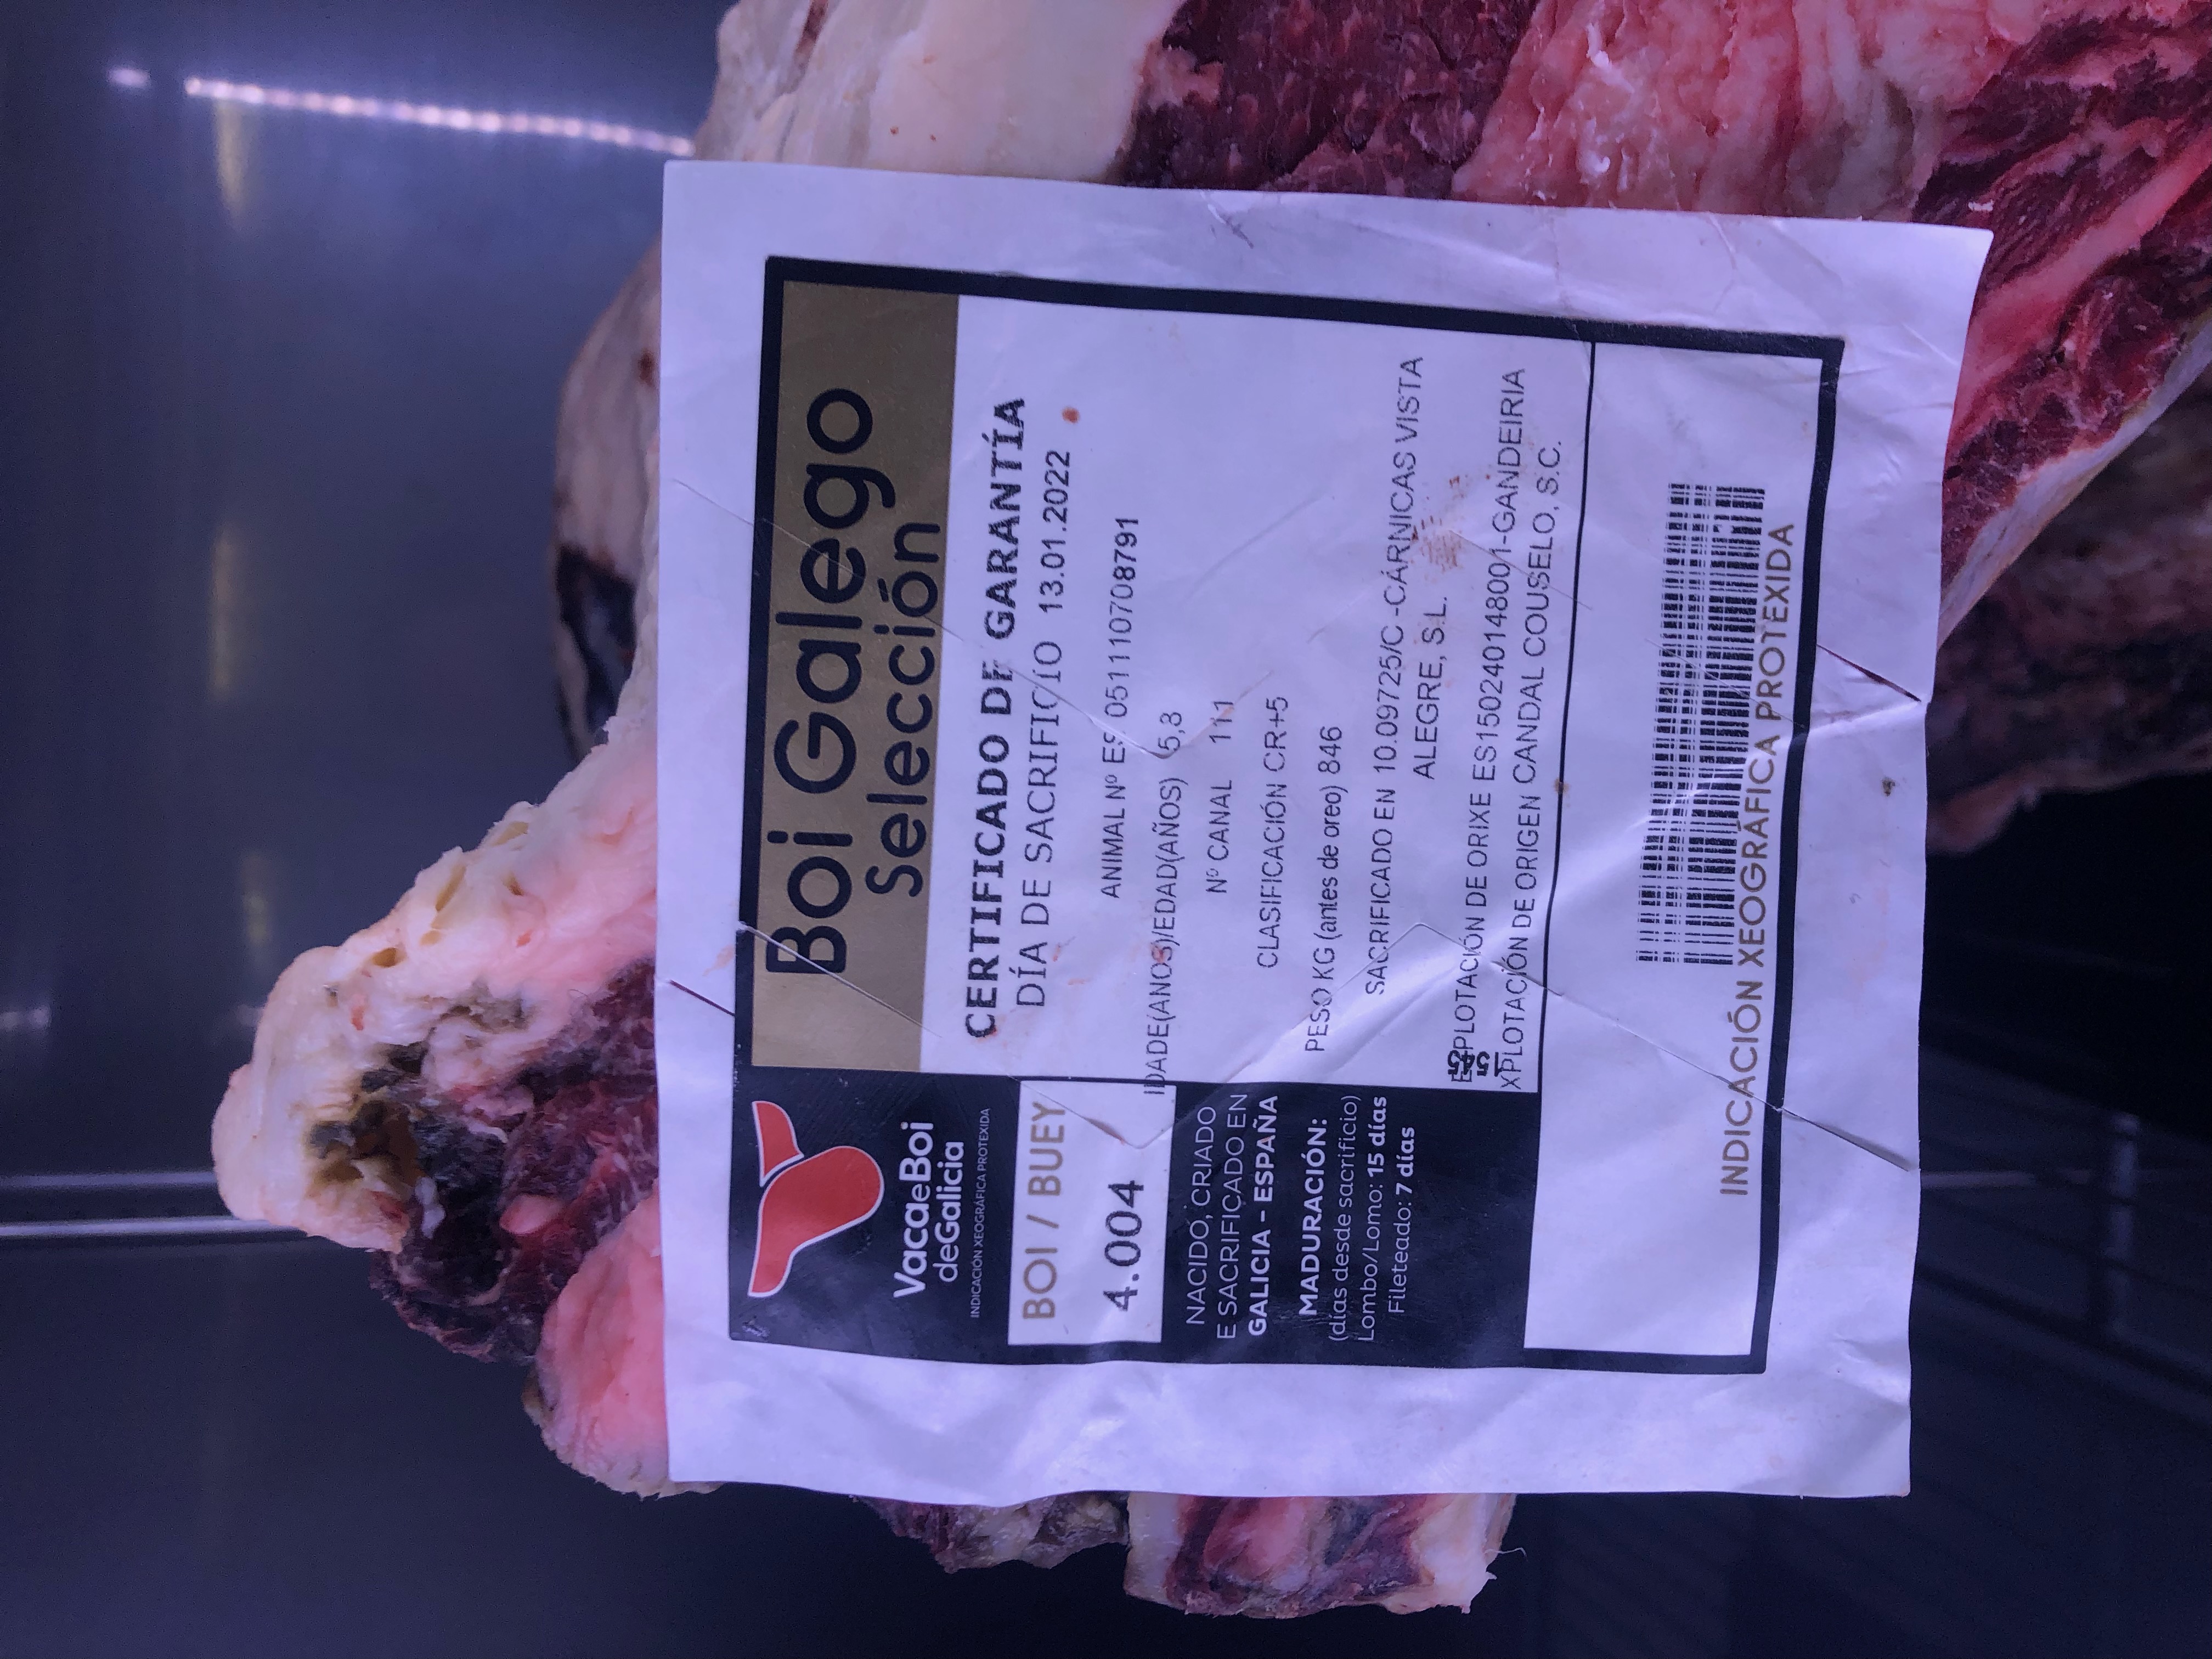 Boi Galego
Selección
VacaeBoi
deGalicia
INDICACIÓN XEOGRÁFICA PROTEXIDA
BOI / BUEY
4.004
NACIDO, CRIADO
E SACRIFICADO EN
GALICIA - ESPAÑA
MADURACIÓN:
(días desde sacrificio)
Lombo/Lomo: 15 días
Fileteado: 7 días
CERTIFICADO DE GARANTÍA
DÍA DE SACRIFICIO 13.01.2022
ANIMAL Nº ES 051110708791
IDADE(ANOS)/EDAD(AÑOS) 5,3
Nº CANAL 111
CLASIFICACIÓN CR+5
PESO KG (antes de oreo) 846
SACRIFICADO EN 10.09725/C -CÁRNICAS VISTA
ALEGRE, S.L.
EXPLOTACIÓN DE ORIXE ES150240148001-GANDEIRIA
XPLOTACIÓN DE ORIGEN CANDAL COUSELO, S.C.
INDICACIÓN XEOGRÁFICA PROTEXIDA